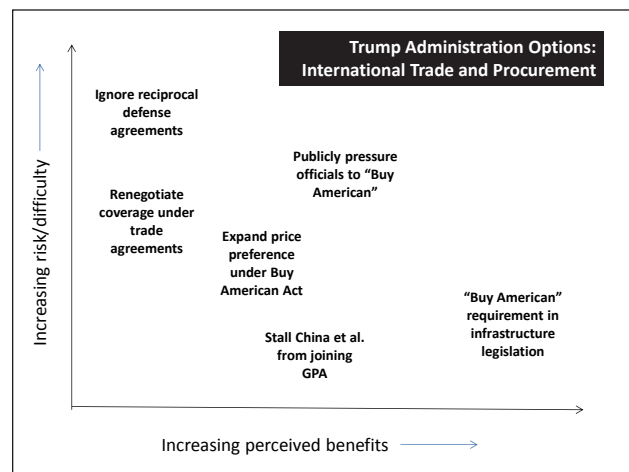 Trump Administration Options:
International Trade and Procurement
Ignore reciprocal
defense
agreements
Publicly pressure
officials to “Buy
American”
Renegotiate
coverage under
trade
agreements
Expand price
preference
under Buy
American Act
“Buy American”
requirement in
infrastructure
legislation
Stall China et al.
from joining
GPA
Increasing risk/difficulty
Increasing perceived benefits